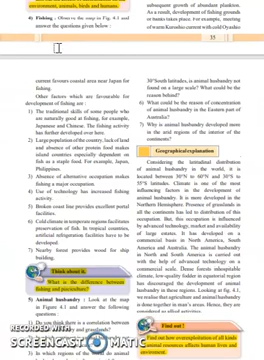 environment, animals, birds and humans.
4) Fishing - Observe the map in Fig. 4.1 and
answer the questions given below :
subsequent growth of abundant plankton.
As a result, development of fishing grounds
or banks takes place. For example, meeting
of warm Kuroshio current with cold Oyashio
35
current favours coastal area near Japan for
fishing.
Other factors which are favourable for
development of fishing are :
1) The traditional skills of some people who
are naturally good at fishing, for example,
Japanese and Chinese. The fishing activity
has further developed over here.
2) Large population of the country, lack of land
and absence of other protein food makes
island countries especially dependent on
fish as a staple food. For example, Japan,
Philippines.
3) Absence of alternative occupation makes
fishing a major occupation.
4) Use of technology has increased fishing
activity.
5) Broken coast line provides excellent portal
facilities.
6) Cold climate in temperate regions facilitates
preservation of fish. In tropical countries,
artificial refrigeration facilities have to be
developed.
7) Nearby forest provides wood for ship
building.
Think about it.
What is the difference between
fishing and pisciculture?
5) Animal husbandry : Look at the map
in Figure 4.1 and answer the following
questions :
1) Do you think there is a correlation between
3) In which regions of the world do animal
30°South latitudes, is animal husbandry not
found on a large scale? What could be the
reason behind?
6) What could be the reason of concentration
of animal husbandry in the Eastern part of
Australia?
7) Why is animal husbandry developed more
in the arid regions of the interior of the
continents?
Geographical explanation
Considering the latitudinal distribution
of animal husbandry in the world, it is
located between 30°N to 60°N and 30°S to
55°S latitudes. Climate is one of the most
influencing factors in the development of
animal husbandry. It is more developed in the
Northern Hemisphere. Presence of grasslands in
all the continents has led to distribution of this
occupation. But, this occupation is influenced
by advanced technology, market and availability
of large estates. It has developed on a
commercial basis in North America, South
America and Australia. The animal husbandry
in North and South America is carried out
with the help of advanced technology on a
commercial scale. Dense forests inhospitable
climate, low-quality fodder in equatorial region
has discouraged the development of animal
husbandry in these regions. Looking at fig. 4.1,
we realise that agriculture and animal husbandry
is done together in man's areas. Hence, they are
considered as allied activities.
Find out !
Find out how overexploitation of all kinds
of natural resources affects human lives and
environment.